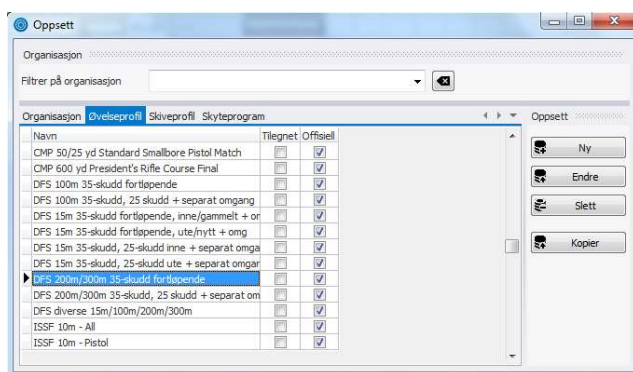 Oppsett
Organisasjon
Filtrer på organisasjon
Organisasjon Øvelseprofil Skiveprofil Skyteprogram
Oppsett
Navn Tilegnet Offisiell
CMP 50/25 yd Standard Smallbore Pistol Match
CMP 600 yd President's Rifle Course Final
DFS 100m 35-skudd fortløpende
DFS 100m 35-skudd, 25 skudd + separat omgang
DFS 15m 35-skudd fortløpende, inne/gammelt + or
DFS 15m 35-skudd fortløpende, ute/nytt + omg
DFS 15m 35-skudd, 25-skudd inne + separat omga
DFS 15m 35-skudd, 25-skudd ute + separat omgar
DFS 200m/300m 35-skudd fortløpende
DFS 200m/300m 35-skudd, 25 skudd + separat om
DFS diverse 15m/100m/200m/300m
ISSF 10m - All
ISSF 10m - Pistol
Ny
Endre
Slett
Kopier